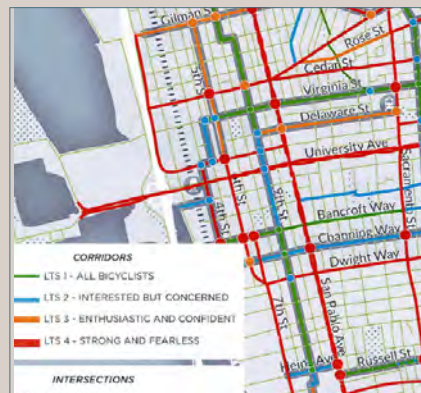 Gilman St
Rose St
Cedar St
5th St
Virginia St
Delaware St
University Ave
9th St
4th St
Sacramento St
Bancroft Way
Channing Way
Dwight Way
CORRIDORS
LTS 1 - ALL BICYCLISTS
LTS 2 - INTERESTED BUT CONCERNED
LTS 3 - ENTHUSIASTIC AND CONFIDENT
LTS 4 - STRONG AND FEARLESS
7th St
San Pablo Ave
Heinz Ave
Russell St
INTERSECTIONS